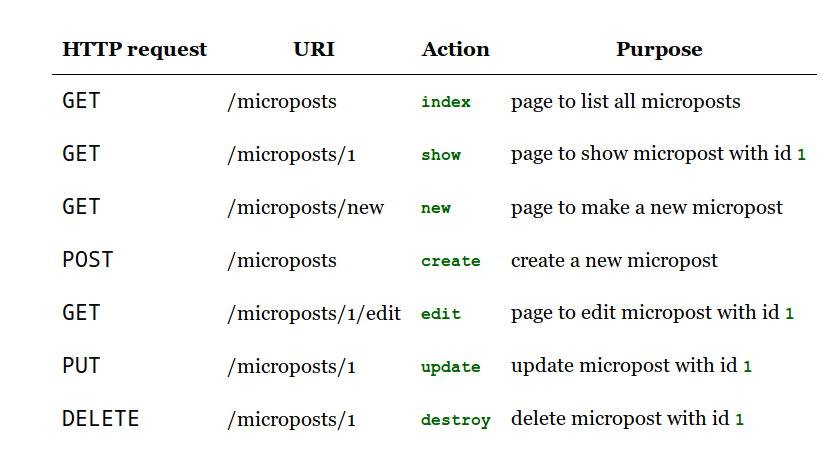 HTTP request URI Action Purpose
GET /microposts index page to list all microposts
GET /microposts/1 show page to show micropost with id 1
GET /microposts/new new page to make a new micropost
POST /microposts create create a new micropost
GET /microposts/1/edit edit page to edit micropost with id 1
PUT /microposts/1 update update micropost with id 1
DELETE /microposts/1 destroy delete micropost with id 1